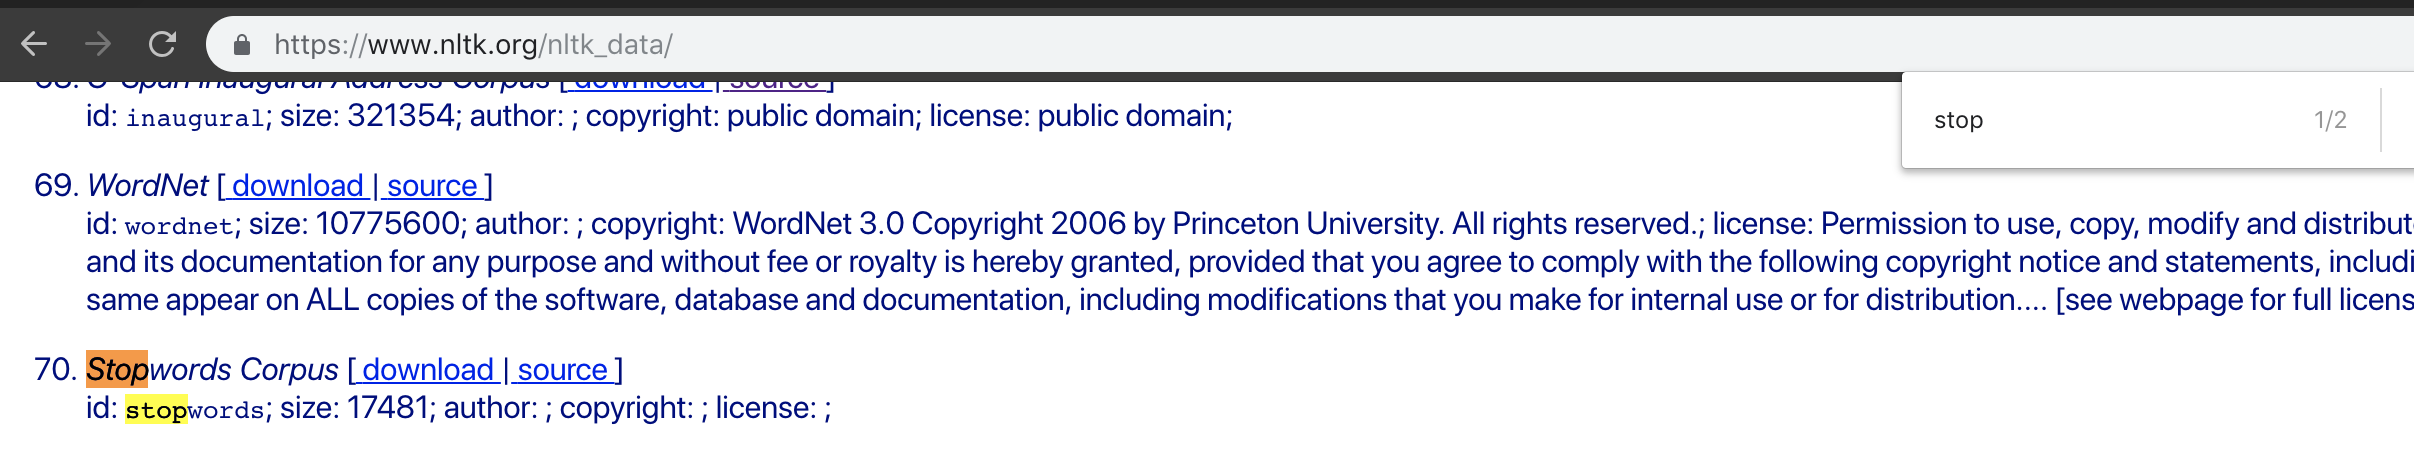 https://www.nltk.org/nltk_data/
stop 1/2
68. C-Span Inaugural Address Corpus [ download | source ]
id: inaugural; size: 321354; author: ; copyright: public domain; license: public domain;
69. WordNet [ download | source ]
id: wordnet; size: 10775600; author: ; copyright: WordNet 3.0 Copyright 2006 by Princeton University. All rights reserved.; license: Permission to use, copy, modify and distribut
and its documentation for any purpose and without fee or royalty is hereby granted, provided that you agree to comply with the following copyright notice and statements, includi
same appear on ALL copies of the software, database and documentation, including modifications that you make for internal use or for distribution.... [see webpage for full licens
70. Stopwords Corpus [ download | source ]
id: stopwords; size: 17481; author: ; copyright: ; license: ;